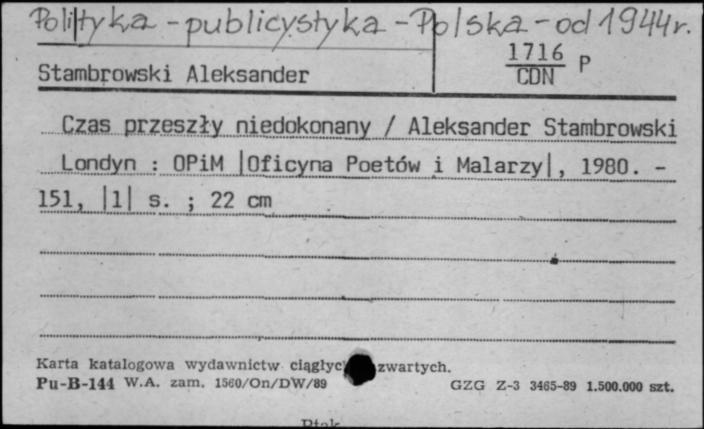 Polityka - publicystyka - Polska - od 1944 r.
1716 P
CDN
Stambrowski Aleksander
Czas przeszły niedokonany / Aleksander Stambrowski
Londyn : OPiM |Oficyna Poetów i Malarzy|, 1980. -
151, |1| s. ; 22 cm
Karta katalogowa wydawnictw ciągłyc zwartych.
Pu-B-144 W.A. zam. 1560/On/DW/89 GZG Z-3 3465-89 1.500.000 szt.